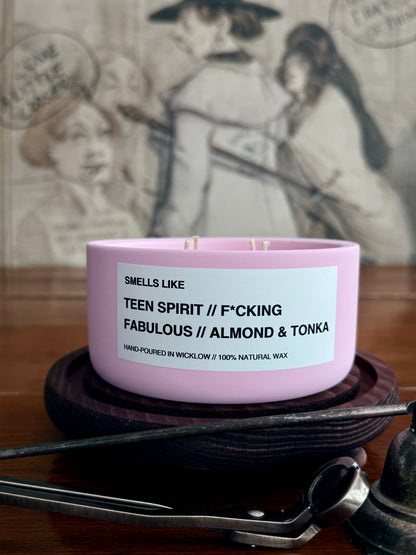 SMELLS LIKE
TEEN SPIRIT // F*CKING
FABULOUS // ALMOND & TONKA
HAND-POURED IN WICKLOW // 100% NATURAL WAX